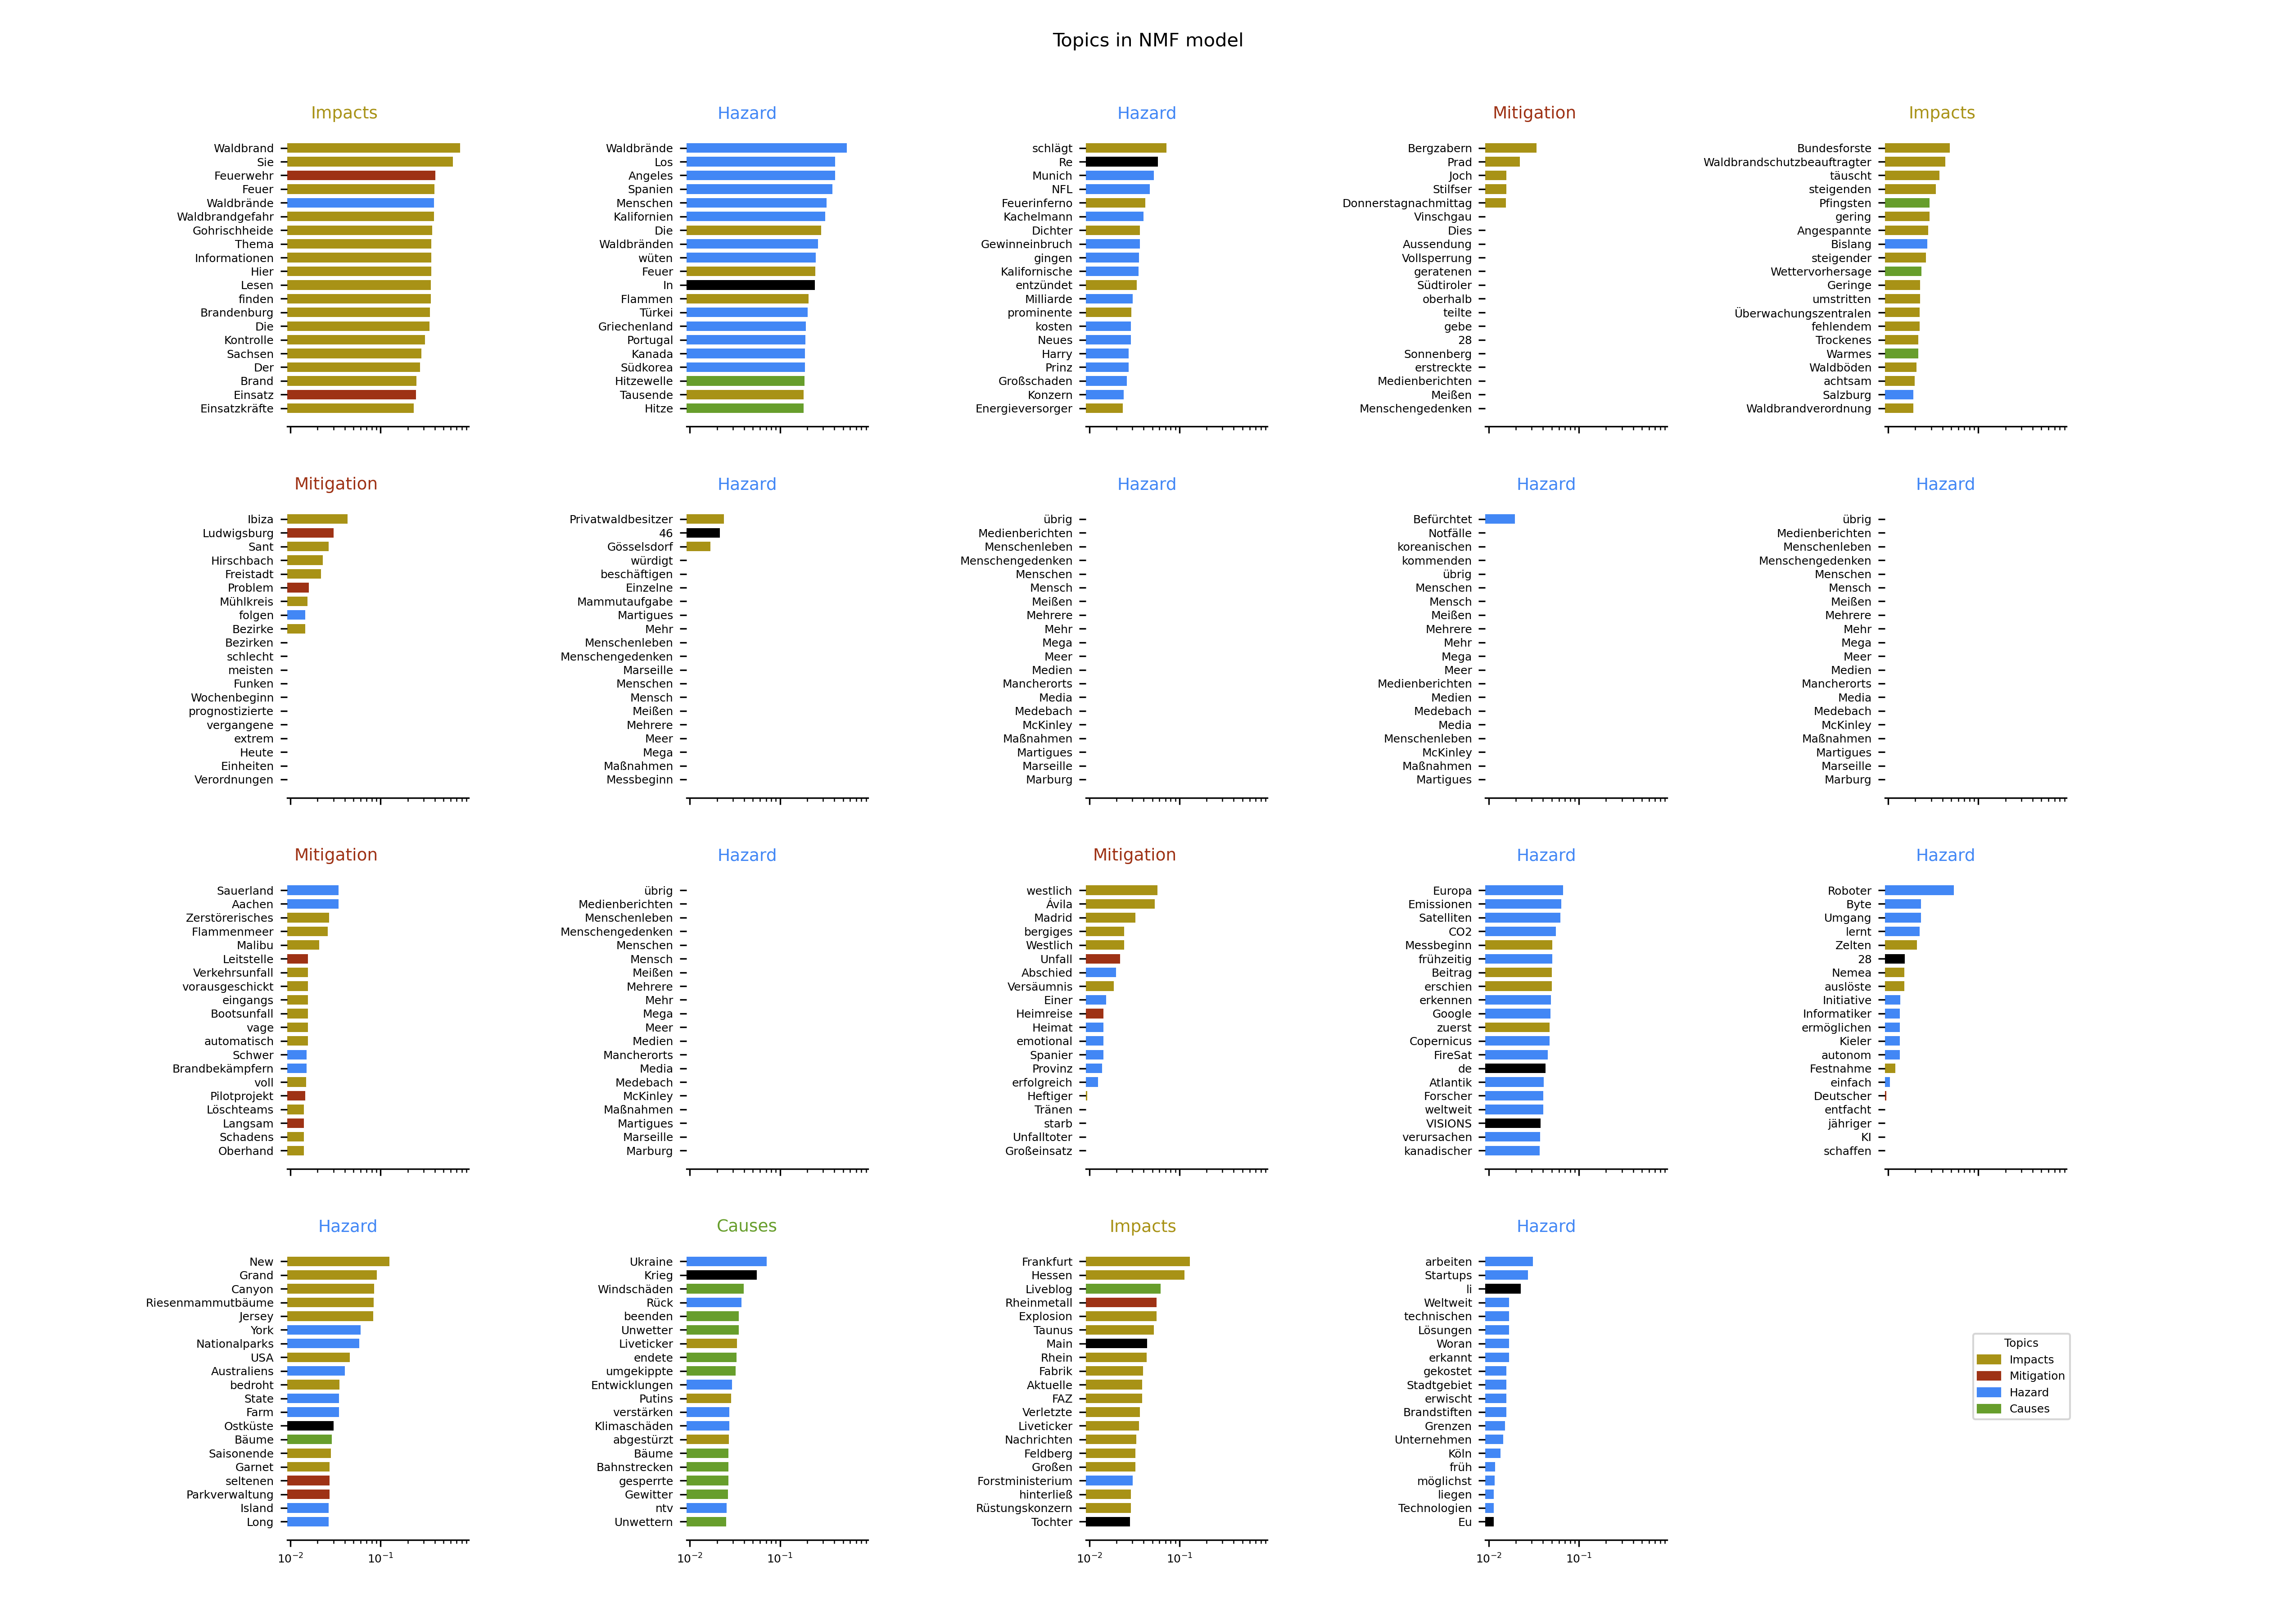 Topics in NMF model
Impacts
Waldbrand
Sie
Feuerwehr
Feuer
Waldbrände
Waldbrandgefahr
Gohrischheide
Thema
Informationen
Hier
Lesen
finden
Brandenburg
Die
Kontrolle
Sachsen
Der
Brand
Einsatz
Einsatzkräfte
Hazard
Waldbrände
Los
Angeles
Spanien
Menschen
Kalifornien
Die
Waldbränden
wüten
Feuer
In
Flammen
Türkei
Griechenland
Portugal
Kanada
Südkorea
Hitzewelle
Tausende
Hitze
Hazard
schlägt
Re
Munich
NFL
Feuerinferno
Kachelmann
Dichter
Gewinneinbruch
gingen
Kalifornische
entzündet
Milliarde
prominente
kosten
Neues
Harry
Prinz
Großschaden
Konzern
Energieversorger
Mitigation
Bergzabern
Prad
Joch
Stilfser
Donnerstagnachmittag
Vinschgau
Dies
Aussendung
Vollsperrung
geratenen
Südtiroler
oberhalb
teilte
gebe
28
Sonnenberg
erstreckte
Medienberichten
Meißen
Menschengedenken
Impacts
Bundesforste
Waldbrandschutzbeauftragter
täuscht
steigenden
Pfingsten
gering
Angespannte
Bislang
steigender
Wettervorhersage
Geringe
umstritten
Überwachungszentralen
fehlendem
Trockenes
Warmes
Waldböden
achtsam
Salzburg
Waldbrandverordnung
Mitigation
Ibiza
Ludwigsburg
Sant
Hirschbach
Freistadt
Problem
Mühlkreis
folgen
Bezirke
Bezirken
schlecht
meisten
Funken
Wochenbeginn
prognostizierte
vergangene
extrem
Heute
Einheiten
Verordnungen
Hazard
Privatwaldbesitzer
46
Gösselsdorf
würdigt
beschäftigen
Einzelne
Mammutaufgabe
Martigues
Mehr
Menschenleben
Menschengedenken
Marseille
Menschen
Mensch
Meißen
Mehrere
Meer
Mega
Maßnahmen
Messbeginn
Hazard
übrig
Medienberichten
Menschenleben
Menschengedenken
Menschen
Mensch
Meißen
Mehrere
Mehr
Mega
Meer
Medien
Mancherorts
Media
Medebach
McKinley
Maßnahmen
Martigues
Marseille
Marburg
Hazard
Befürchtet
Notfälle
koreanischen
kommenden
übrig
Menschen
Mensch
Meißen
Mehrere
Mehr
Mega
Meer
Medienberichten
Medien
Medebach
Media
Menschenleben
McKinley
Maßnahmen
Martigues
Hazard
übrig
Medienberichten
Menschenleben
Menschengedenken
Menschen
Mensch
Meißen
Mehrere
Mehr
Mega
Meer
Medien
Mancherorts
Media
Medebach
McKinley
Maßnahmen
Martigues
Marseille
Marburg
Mitigation
Sauerland
Aachen
Zerstörerisches
Flammenmeer
Malibu
Leitstelle
Verkehrsunfall
vorausgeschickt
eingangs
Bootsunfall
vage
automatisch
Schwer
Brandbekämpfern
voll
Pilotprojekt
Löschteams
Langsam
Schadens
Oberhand
Hazard
übrig
Medienberichten
Menschenleben
Menschengedenken
Menschen
Mensch
Meißen
Mehrere
Mehr
Mega
Meer
Medien
Mancherorts
Media
Medebach
McKinley
Maßnahmen
Martigues
Marseille
Marburg
Mitigation
westlich
Ávila
Madrid
bergiges
Westlich
Unfall
Abschied
Versäumnis
Einer
Heimreise
Heimat
emotional
Spanier
Provinz
erfolgreich
Heftiger
Tränen
starb
Unfalltoter
Großeinsatz
Hazard
Europa
Emissionen
Satelliten
CO2
Messbeginn
frühzeitig
Beitrag
erschien
erkennen
Google
zuerst
Copernicus
FireSat
de
Atlantik
Forscher
weltweit
VISIONS
verursachen
kanadischer
Hazard
Roboter
Byte
Umgang
lernt
Zelten
28
Nemea
auslöste
Initiative
Informatiker
ermöglichen
Kieler
autonom
Festnahme
einfach
Deutscher
entfacht
jähriger
KI
schaffen
Hazard
New
Grand
Canyon
Riesenmammutbäume
Jersey
York
Nationalparks
USA
Australiens
bedroht
State
Farm
Ostküste
Bäume
Saisonende
Garnet
seltenen
Parkverwaltung
Island
Long
10⁻² 10⁻¹
Causes
Ukraine
Krieg
Windschäden
Rück
beenden
Unwetter
Liveticker
endete
umgekippte
Entwicklungen
Putins
verstärken
Klimaschäden
abgestürzt
Bäume
Bahnstrecken
gesperrte
Gewitter
ntv
Unwettern
10⁻² 10⁻¹
Impacts
Frankfurt
Hessen
Liveblog
Rheinmetall
Explosion
Taunus
Main
Rhein
Fabrik
Aktuelle
FAZ
Verletzte
Liveticker
Nachrichten
Feldberg
Großen
Forstministerium
hinterließ
Rüstungskonzern
Tochter
10⁻² 10⁻¹
Hazard
arbeiten
Startups
li
Weltweit
technischen
Lösungen
Woran
erkannt
gekostet
Stadtgebiet
erwischt
Brandstiften
Grenzen
Unternehmen
Köln
früh
möglichst
liegen
Technologien
Eu
10⁻² 10⁻¹
Topics
Impacts
Mitigation
Hazard
Causes